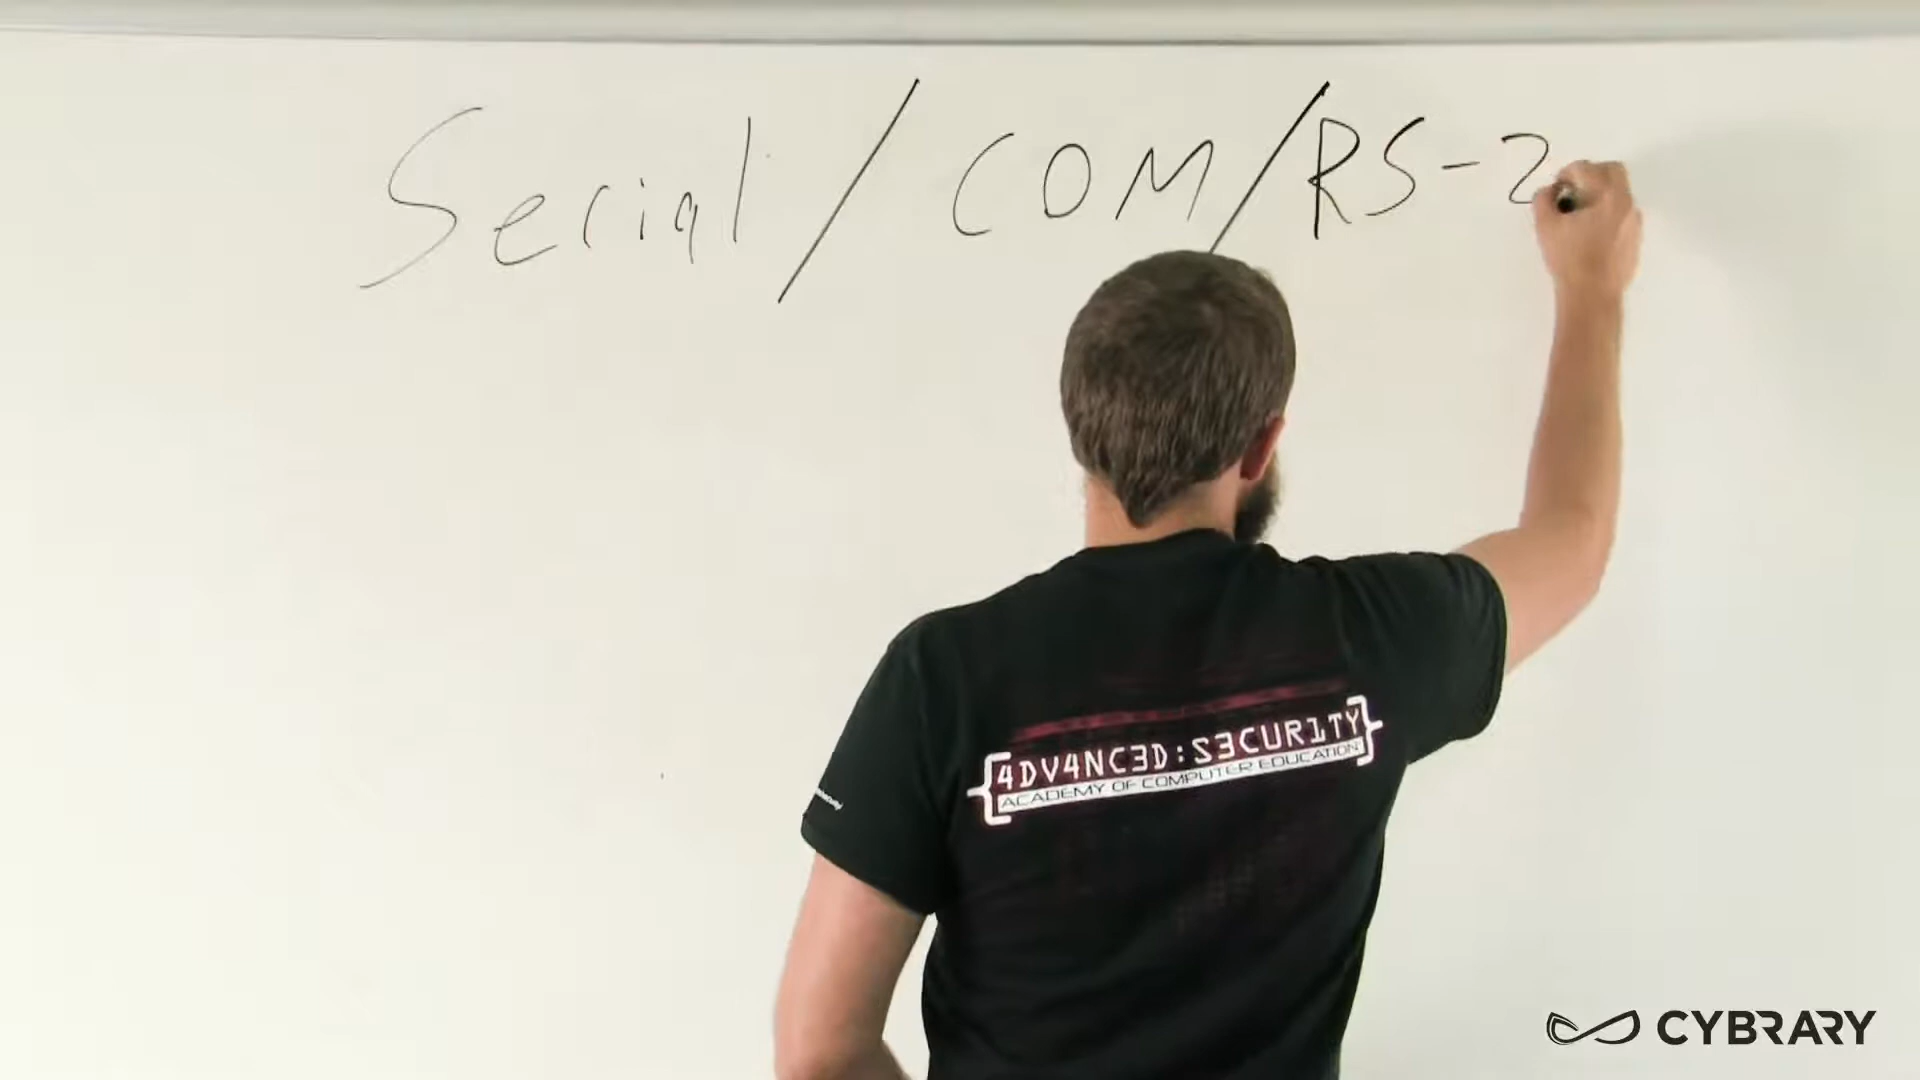 Serial / COM/RS-2
4DV4NC3D:S3CUR1TY
ACADEMY OF COMPUTER EDUCATION
CYBRARY